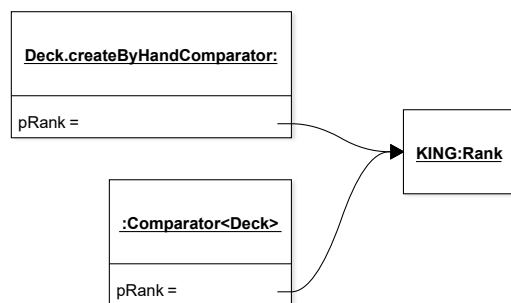 Deck.createByHandComparator:
pRank =
KING:Rank
:Comparator<Deck>
pRank =